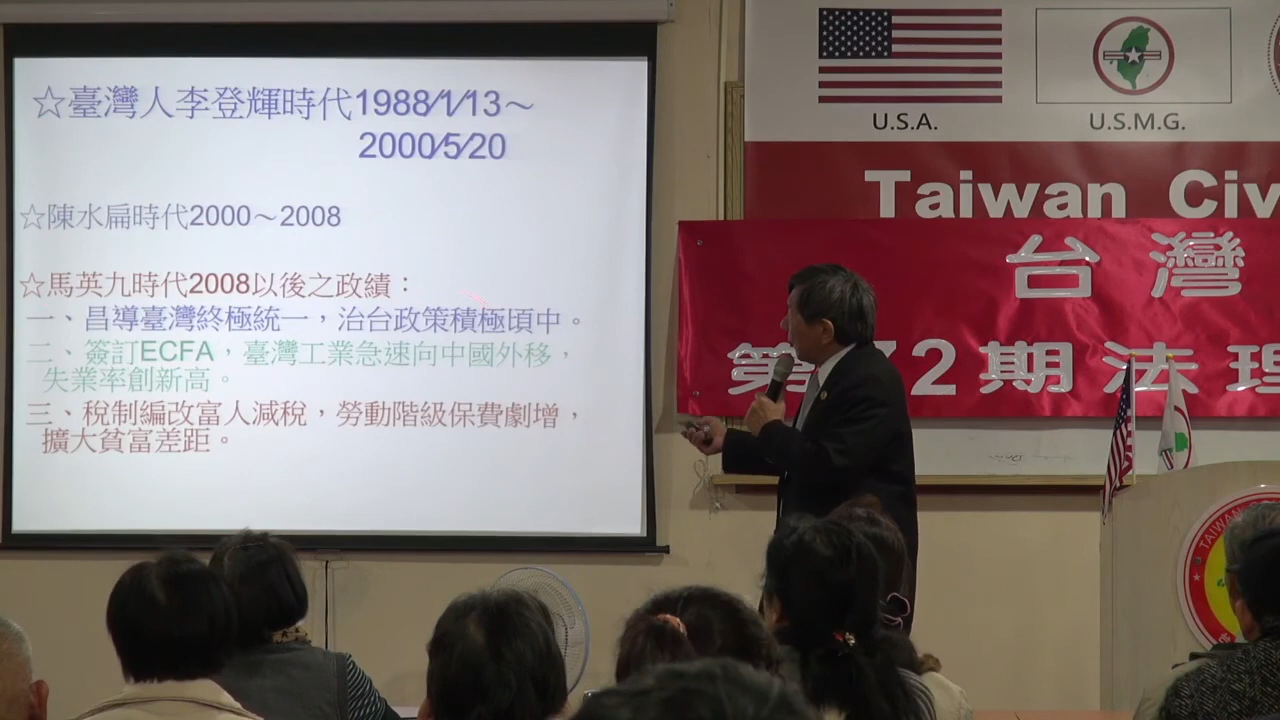 ☆臺灣人李登輝時代1988/1/13～
2000/5/20
☆陳水扁時代2000～2008
☆馬英九時代2008以後之政績：
一、昌導臺灣終極統一，治台政策積極頃中。
二、簽訂ECFA，臺灣工業急速向中國外移，
失業率創新高。
三、稅制編改富人減稅，勞動階級保費劇增，
擴大貧富差距。
U.S.A.
U.S.M.G.
Taiwan Civ
台灣
第 72期法理
TAIWAN